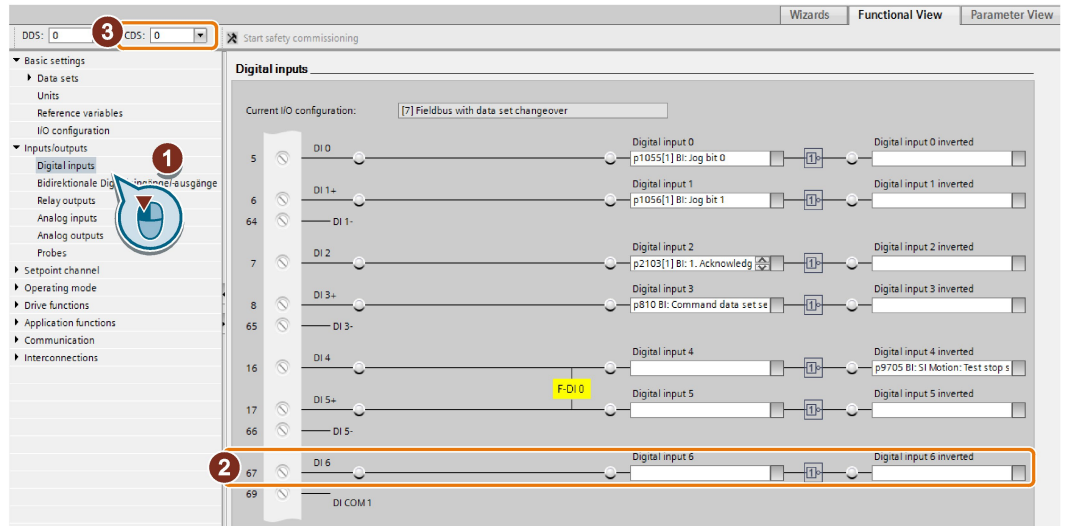 Wizards Functional View Parameter View
DDS: 0 3 CDS: 0 Start safety commissioning
Basic settings
Data sets
Units
Reference variables
I/O configuration
Inputs/outputs
Digital inputs
1
Bidirektionale Digitaleingänge/-ausgänge
Relay outputs
Analog inputs
Analog outputs
Probes
Setpoint channel
Operating mode
Drive functions
Application functions
Communication
Interconnections
Digital inputs
Current I/O configuration: [7] Fieldbus with data set changeover
Digital input 0 Digital input 0 inverted
5 DI 0 p1055[1] BI: Jog bit 0 1
Digital input 1 Digital input 1 inverted
6 DI 1+ p1056[1] BI: Jog bit 1 1
64 DI 1-
Digital input 2 Digital input 2 inverted
7 DI 2 p2103[1] BI: 1. Acknowledg 1
Digital input 3 Digital input 3 inverted
8 DI 3+ p810 BI: Command data set se 1
65 DI 3-
Digital input 4 Digital input 4 inverted
16 DI 4 1 p9705 BI: SI Motion: Test stop s
F-DI 0
Digital input 5 Digital input 5 inverted
17 DI 5+ 1
66 DI 5-
2
Digital input 6 Digital input 6 inverted
67 DI 6 1
69 DI COM 1